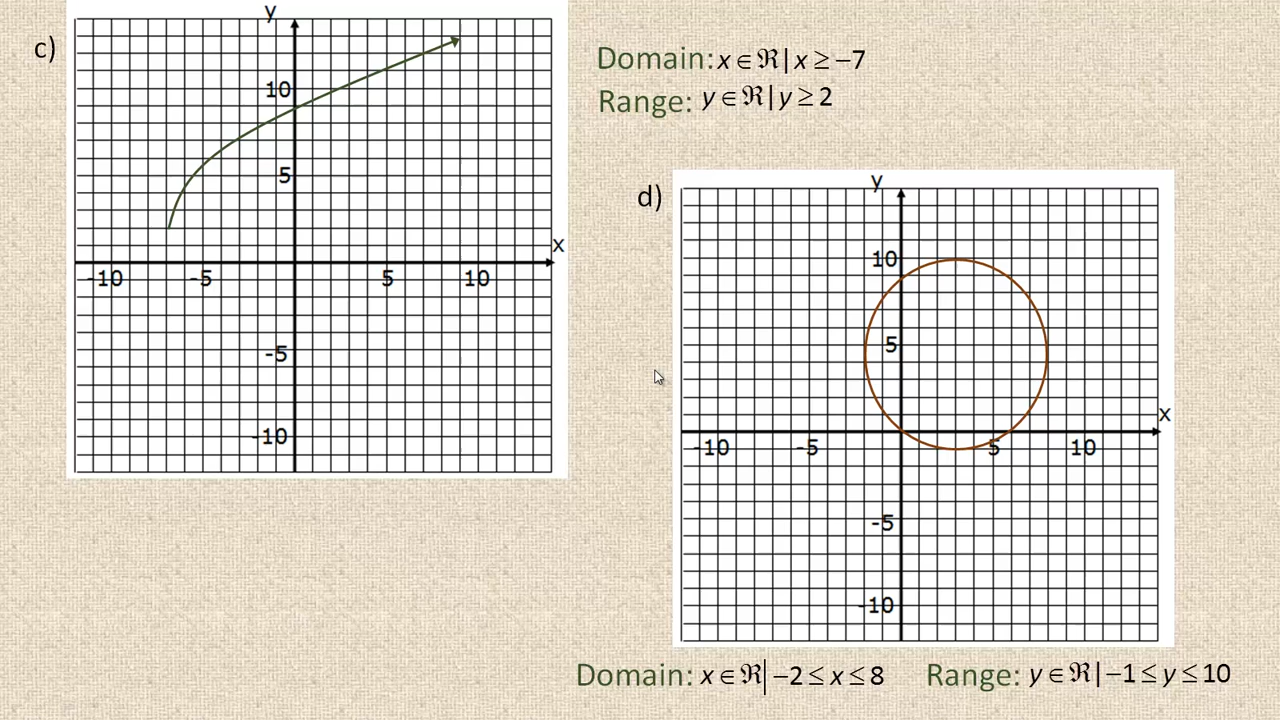 c)
y
10
5
x
-10 -5 5 10
-5
-10
Domain: x ∈ ℜ | x ≥ −7
Range: y ∈ ℜ | y ≥ 2
d)
y
10
5
x
-10 -5 5 10
-5
-10
Domain: x ∈ ℜ | −2 ≤ x ≤ 8 Range: y ∈ ℜ | −1 ≤ y ≤ 10